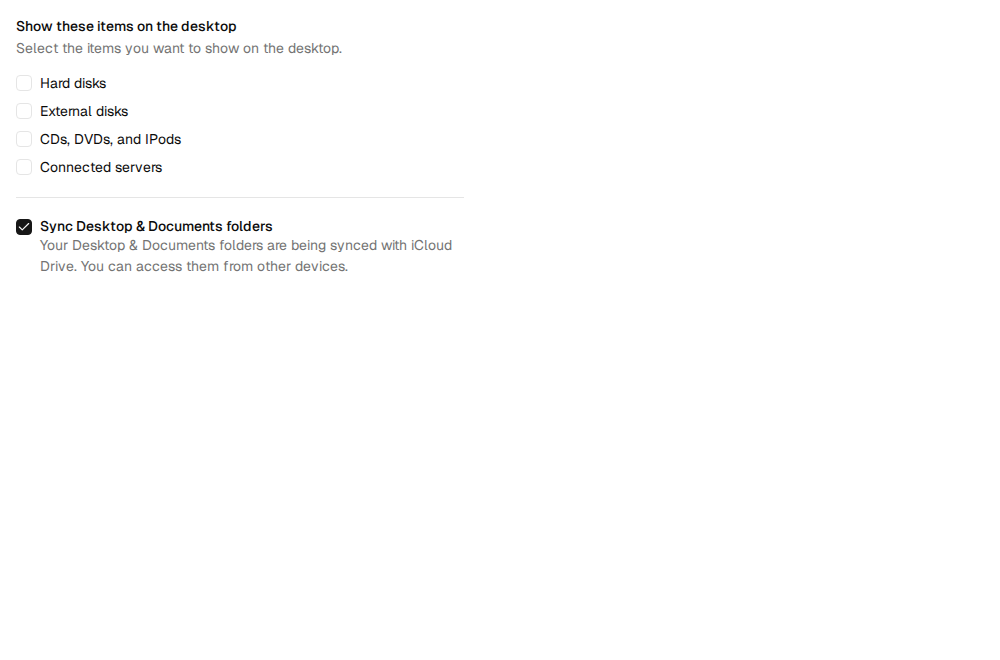 Show these items on the desktop
Select the items you want to show on the desktop.
Hard disks
External disks
CDs, DVDs, and IPods
Connected servers
Sync Desktop & Documents folders
Your Desktop & Documents folders are being synced with iCloud
Drive. You can access them from other devices.